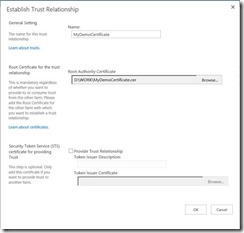 Establish Trust Relationship
General Setting
The name for this trust
relationship
Learn about trusts.
Name:
MyDemoCertificate
Root Certificate for the trust
relationship
This is mandatory regardless
of whether you want to
provide to or consume trust
from the other farm. Please
add the Root Certificate for
the other farm with which
you want to establish a trust
relationship.
Learn about certificates.
Root Authority Certificate
D:\WORK\MyDemoCertificate.cer
Browse...
Security Token Service (STS)
certificate for providing
Trust
This step is optional. Only
add this certificate if you
want to provide trust to
another farm.
Provide Trust Relationship
Token Issuer Description:
Token Issuer Certificate
Browse...
OK
Cancel